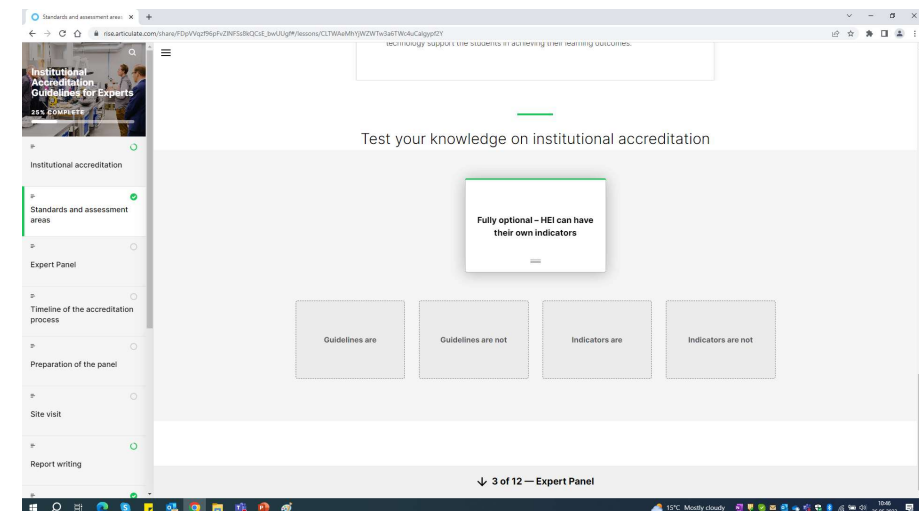 Standards and assessment areas
rise.articulate.com/share/FDpVVqzf96pFvZINFSs8kQCsE_bwUUgf#/lessons/CLTWAeMhYjWZWTw3a6TWc4uCaigypf2Y
technology support the students in achieving their learning outcomes.
Institutional
Accreditation
Guidelines for Experts
25% COMPLETE
Test your knowledge on institutional accreditation
Institutional accreditation
Standards and assessment
areas
Fully optional – HEI can have
their own indicators
Expert Panel
Timeline of the accreditation
process
Guidelines are
Guidelines are not
Indicators are
Indicators are not
Preparation of the panel
Site visit
Report writing
3 of 12 — Expert Panel
15°C Mostly cloudy
10:46